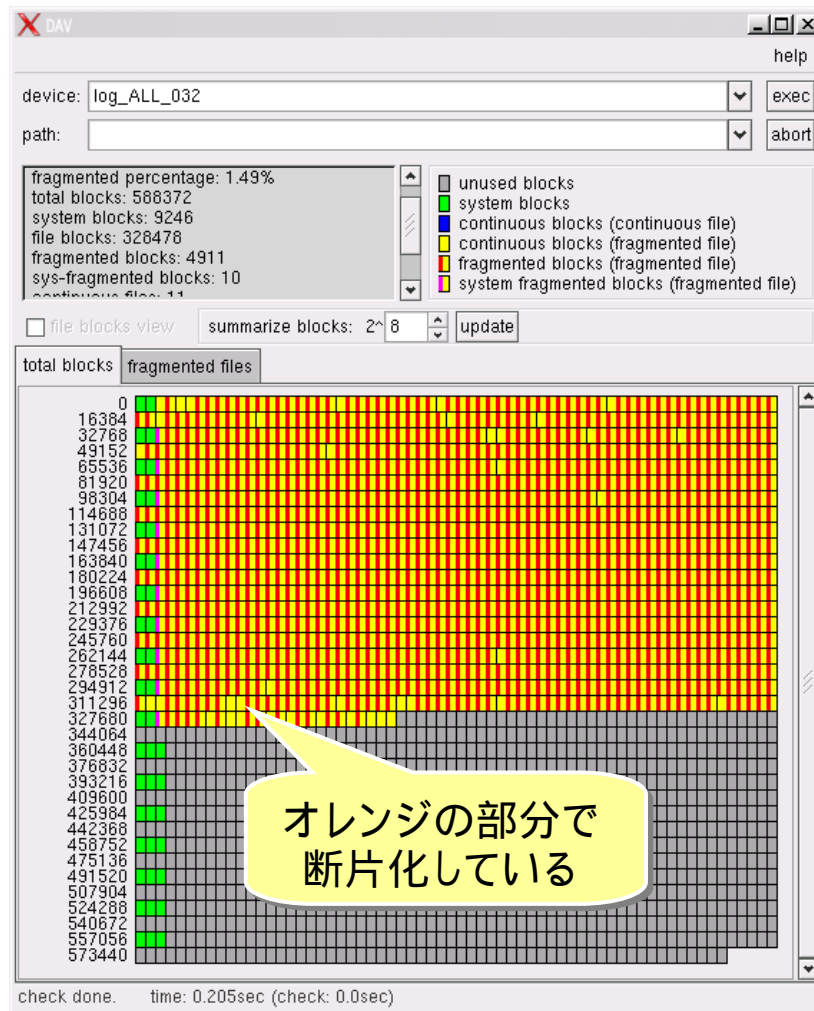 DAV
help
device: log_ALL_032 exec
path: abort
fragmented percentage: 1.49%
total blocks: 588372
system blocks: 9246
file blocks: 328478
fragmented blocks: 4911
sys-fragmented blocks: 10
continuous files: 11
unused blocks
system blocks
continuous blocks (continuous file)
continuous blocks (fragmented file)
fragmented blocks (fragmented file)
system fragmented blocks (fragmented file)
file blocks view summarize blocks: 2^ 8 update
total blocks fragmented files
0
16384
32768
49152
65536
81920
98304
114688
131072
147456
163840
180224
196608
212992
229376
245760
262144
278528
294912
311296
327680
344064
360448
376832
393216
409600
425984
442368
458752
475136
491520
507904
524288
540672
557056
573440
オレンジの部分で
断片化している
check done. time: 0.205sec (check: 0.0sec)